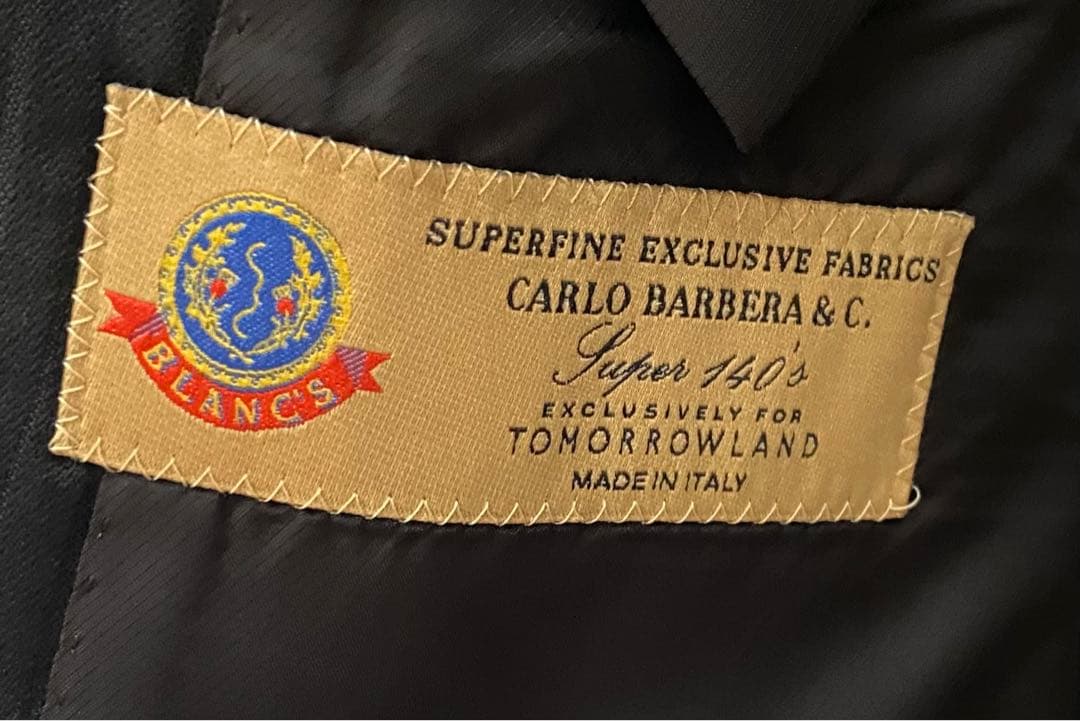 BLANC'S
SUPERFINE EXCLUSIVE FABRICS
CARLO BARBERA & C.
Super 140's
EXCLUSIVELY FOR
TOMORROWLAND
MADE IN ITALY